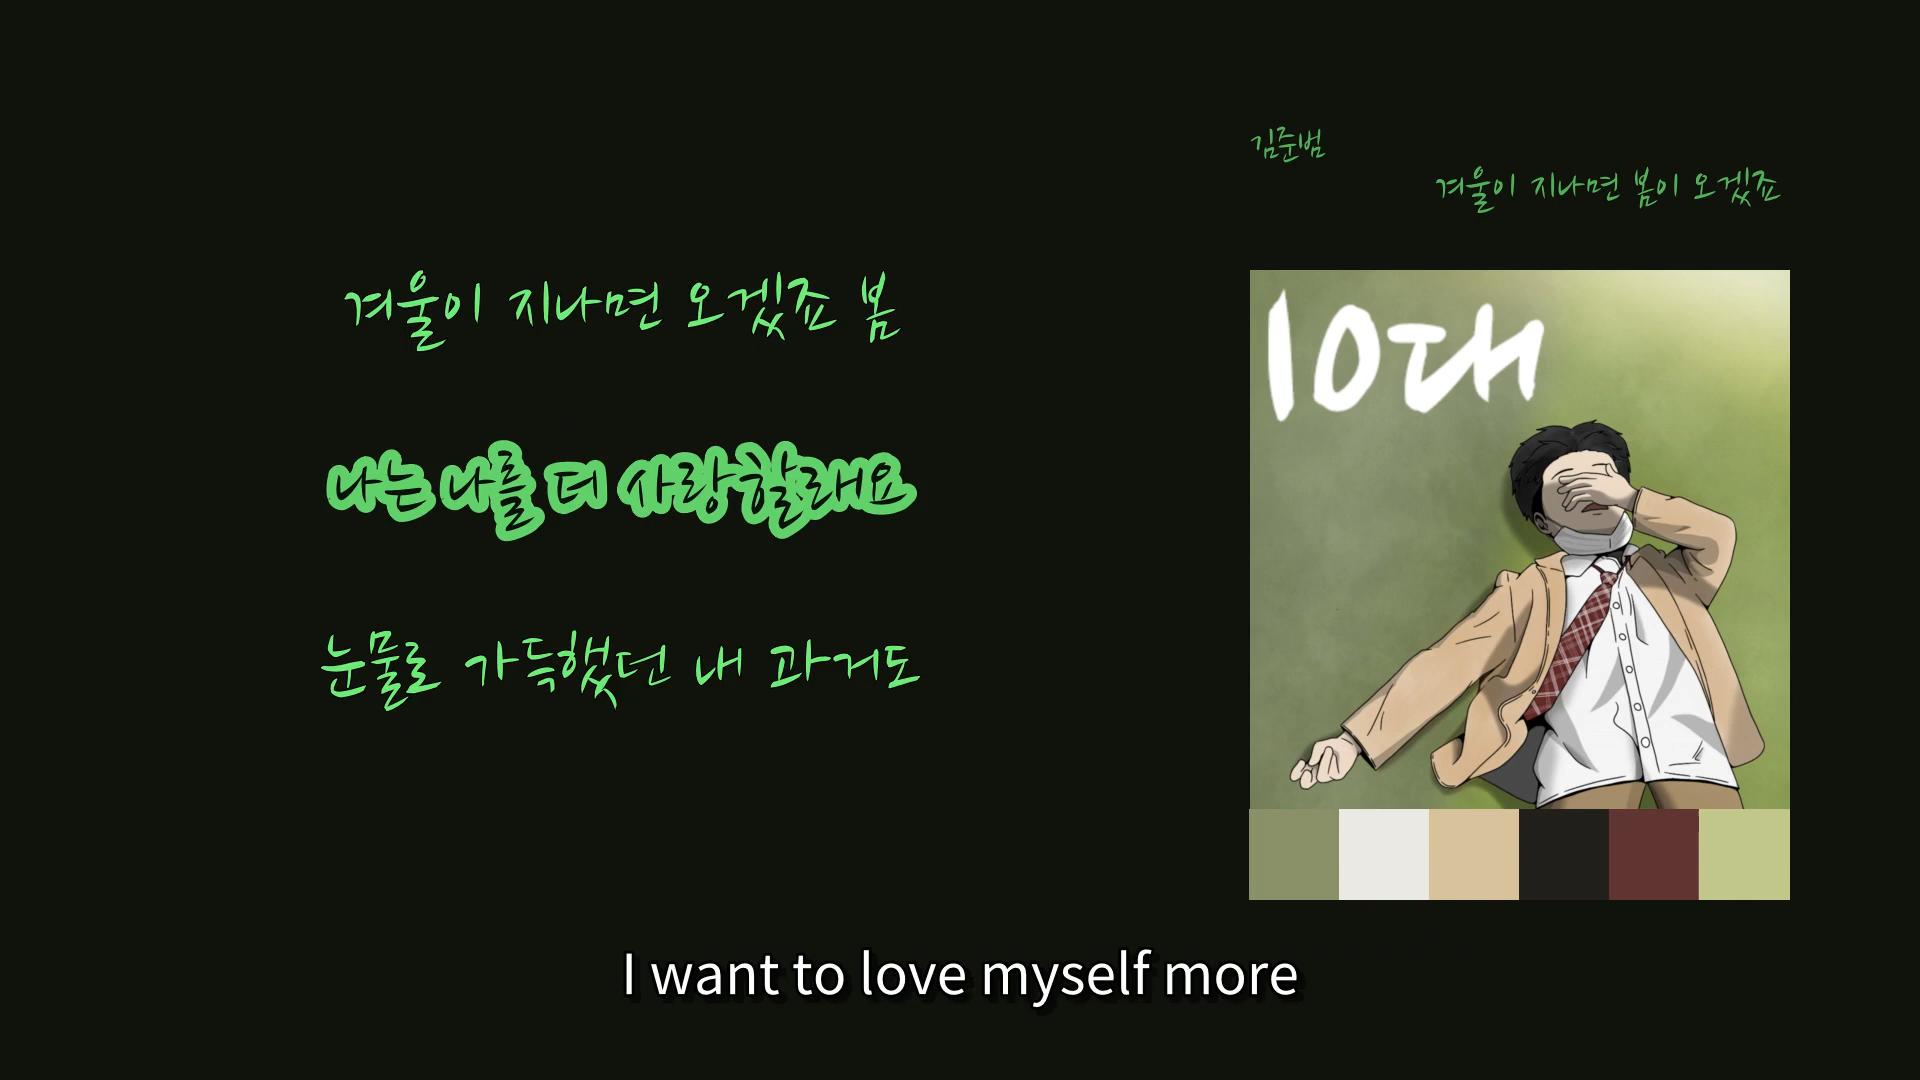 김준범
겨울이 지나면 봄이 오겠죠
겨울이 지나면 오겠죠 봄
나는 나를 더 사랑할래요
눈물로 가득했던 내 과거도
10대
I want to love myself more